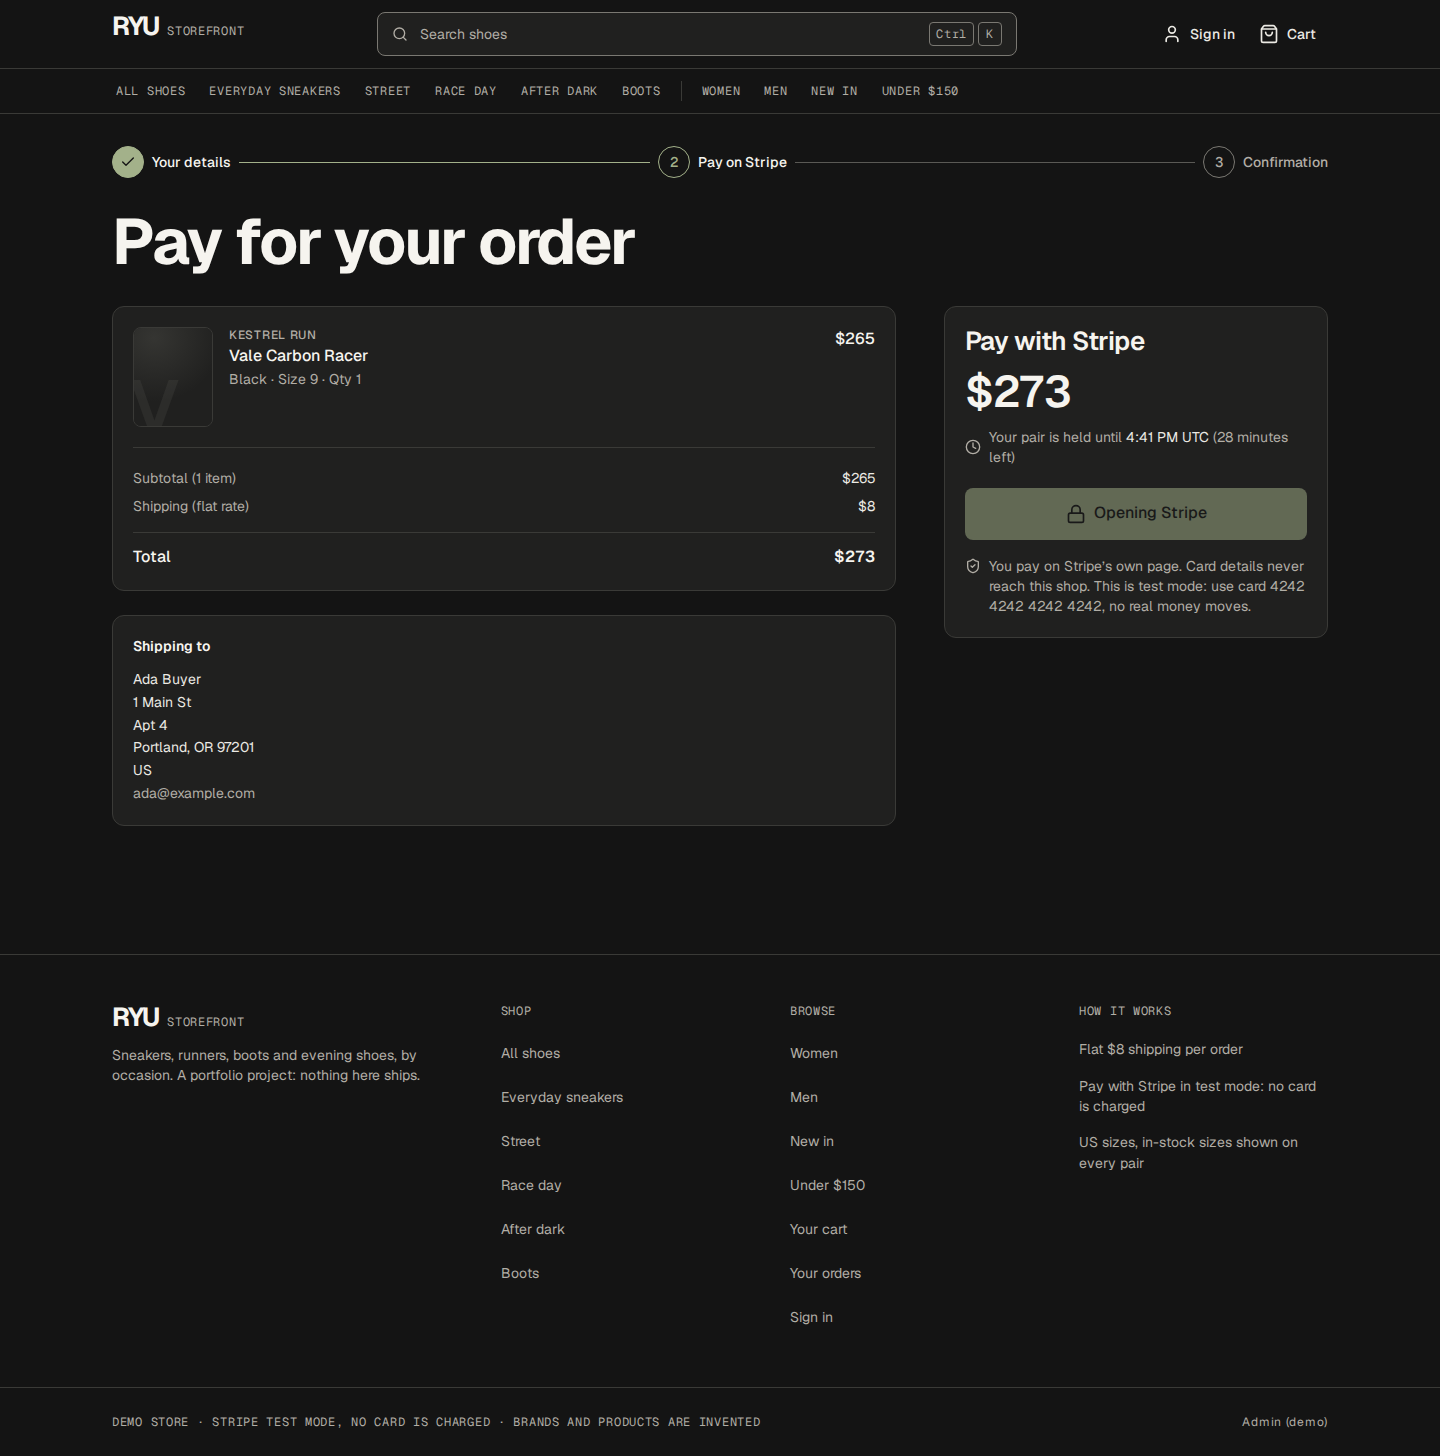 RYU STOREFRONT
Search shoes
Ctrl K
Sign in
Cart
ALL SHOES EVERYDAY SNEAKERS STREET RACE DAY AFTER DARK BOOTS WOMEN MEN NEW IN UNDER $150
Your details
2 Pay on Stripe
3 Confirmation
Pay for your order
V
KESTREL RUN
Vale Carbon Racer
Black · Size 9 · Qty 1
$265
Subtotal (1 item) $265
Shipping (flat rate) $8
Total $273
Shipping to
Ada Buyer
1 Main St
Apt 4
Portland, OR 97201
US
ada@example.com
Pay with Stripe
$273
Your pair is held until 4:41 PM UTC (28 minutes
left)
Opening Stripe
You pay on Stripe's own page. Card details never
reach this shop. This is test mode: use card 4242
4242 4242 4242, no real money moves.
RYU STOREFRONT
Sneakers, runners, boots and evening shoes, by
occasion. A portfolio project: nothing here ships.
SHOP
All shoes
Everyday sneakers
Street
Race day
After dark
Boots
BROWSE
Women
Men
New in
Under $150
Your cart
Your orders
Sign in
HOW IT WORKS
Flat $8 shipping per order
Pay with Stripe in test mode: no card
is charged
US sizes, in-stock sizes shown on
every pair
DEMO STORE · STRIPE TEST MODE, NO CARD IS CHARGED · BRANDS AND PRODUCTS ARE INVENTED
Admin (demo)